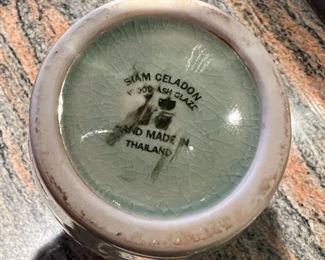 SIAM CELADON
WOOD ASH GLAZE
HAND MADE IN
THAILAND